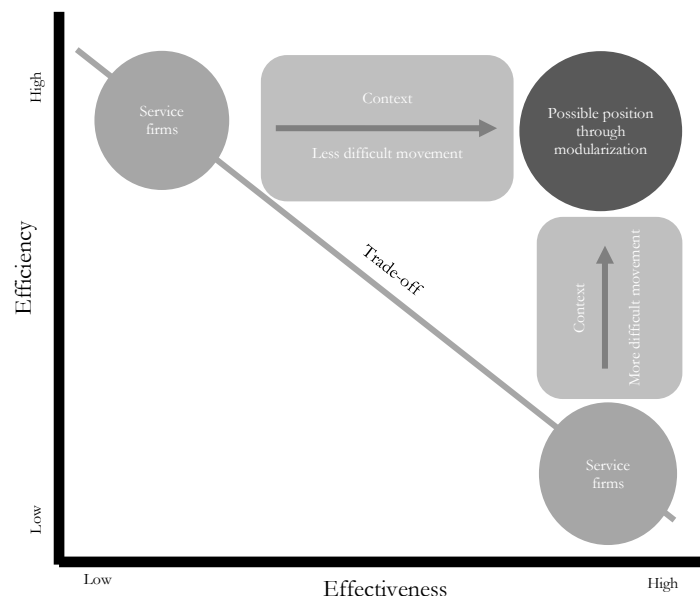 High
Service
firms
Context
Less difficult movement
Possible position
through
modularization
Efficiency
Trade-off
Context
More difficult movement
Service
firms
Low
Low
Effectiveness
High